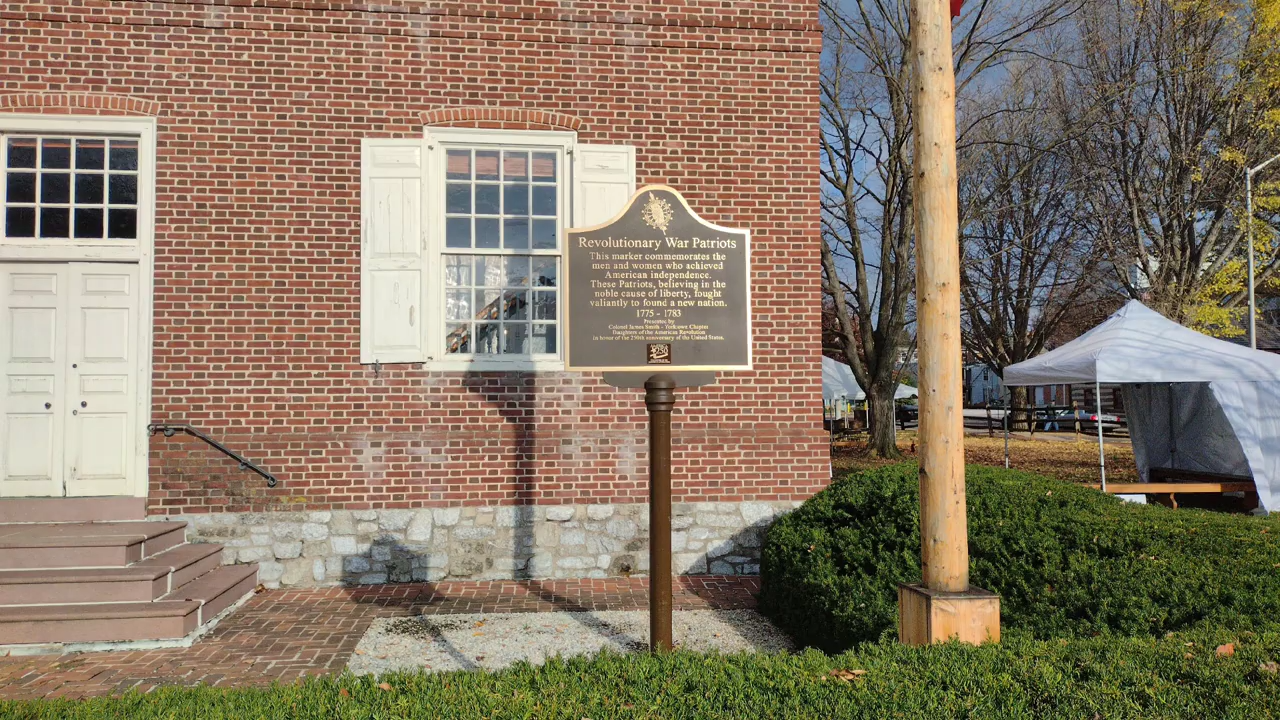 Revolutionary War Patriots
This marker commemorates the
men and women who achieved
American independence.
These Patriots, believing in the
noble cause of liberty, fought
valiantly to found a new nation.
1775 - 1783
Presented by
Colonel James Smith - Yorktowne Chapter
Daughters of the American Revolution
in honor of the 250th anniversary of the United States.